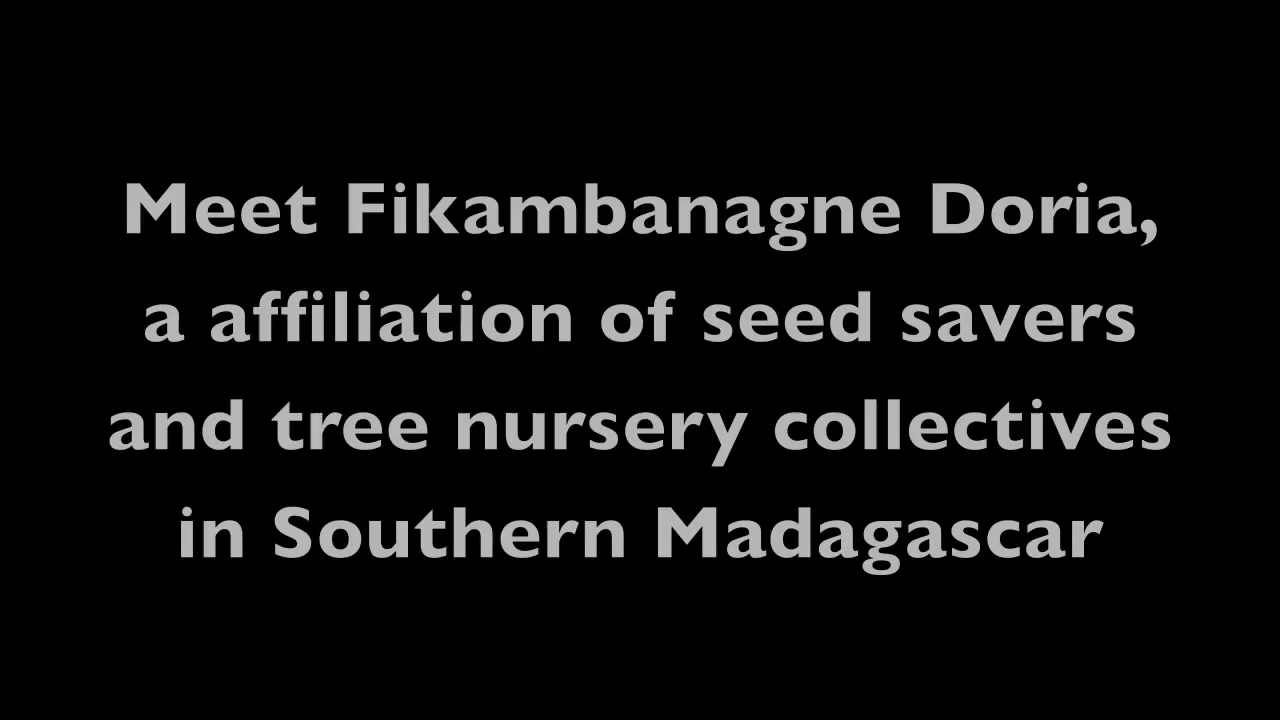 Meet Fikambanagne Doria,
a affiliation of seed savers
and tree nursery collectives
in Southern Madagascar